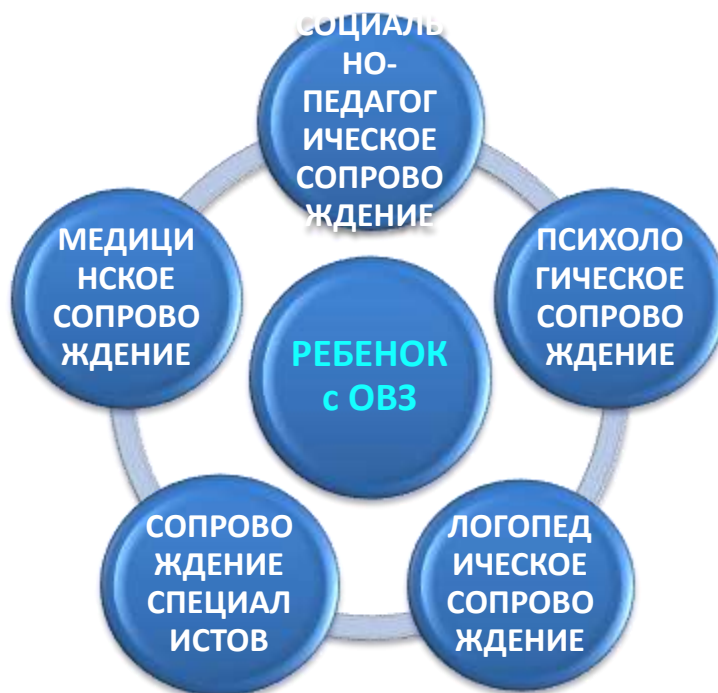 СОЦИАЛЬ
НО-
ПЕДАГОГ
ИЧЕСКОЕ
СОПРОВО
ЖДЕНИЕ
МЕДИЦИ
НСКОЕ
СОПРОВО
ЖДЕНИЕ
ПСИХОЛО
ГИЧЕСКОЕ
СОПРОВО
ЖДЕНИЕ
РЕБЕНОК
с ОВЗ
СОПРОВО
ЖДЕНИЕ
СПЕЦИАЛ
ИСТОВ
ЛОГОПЕД
ИЧЕСКОЕ
СОПРОВО
ЖДЕНИЕ